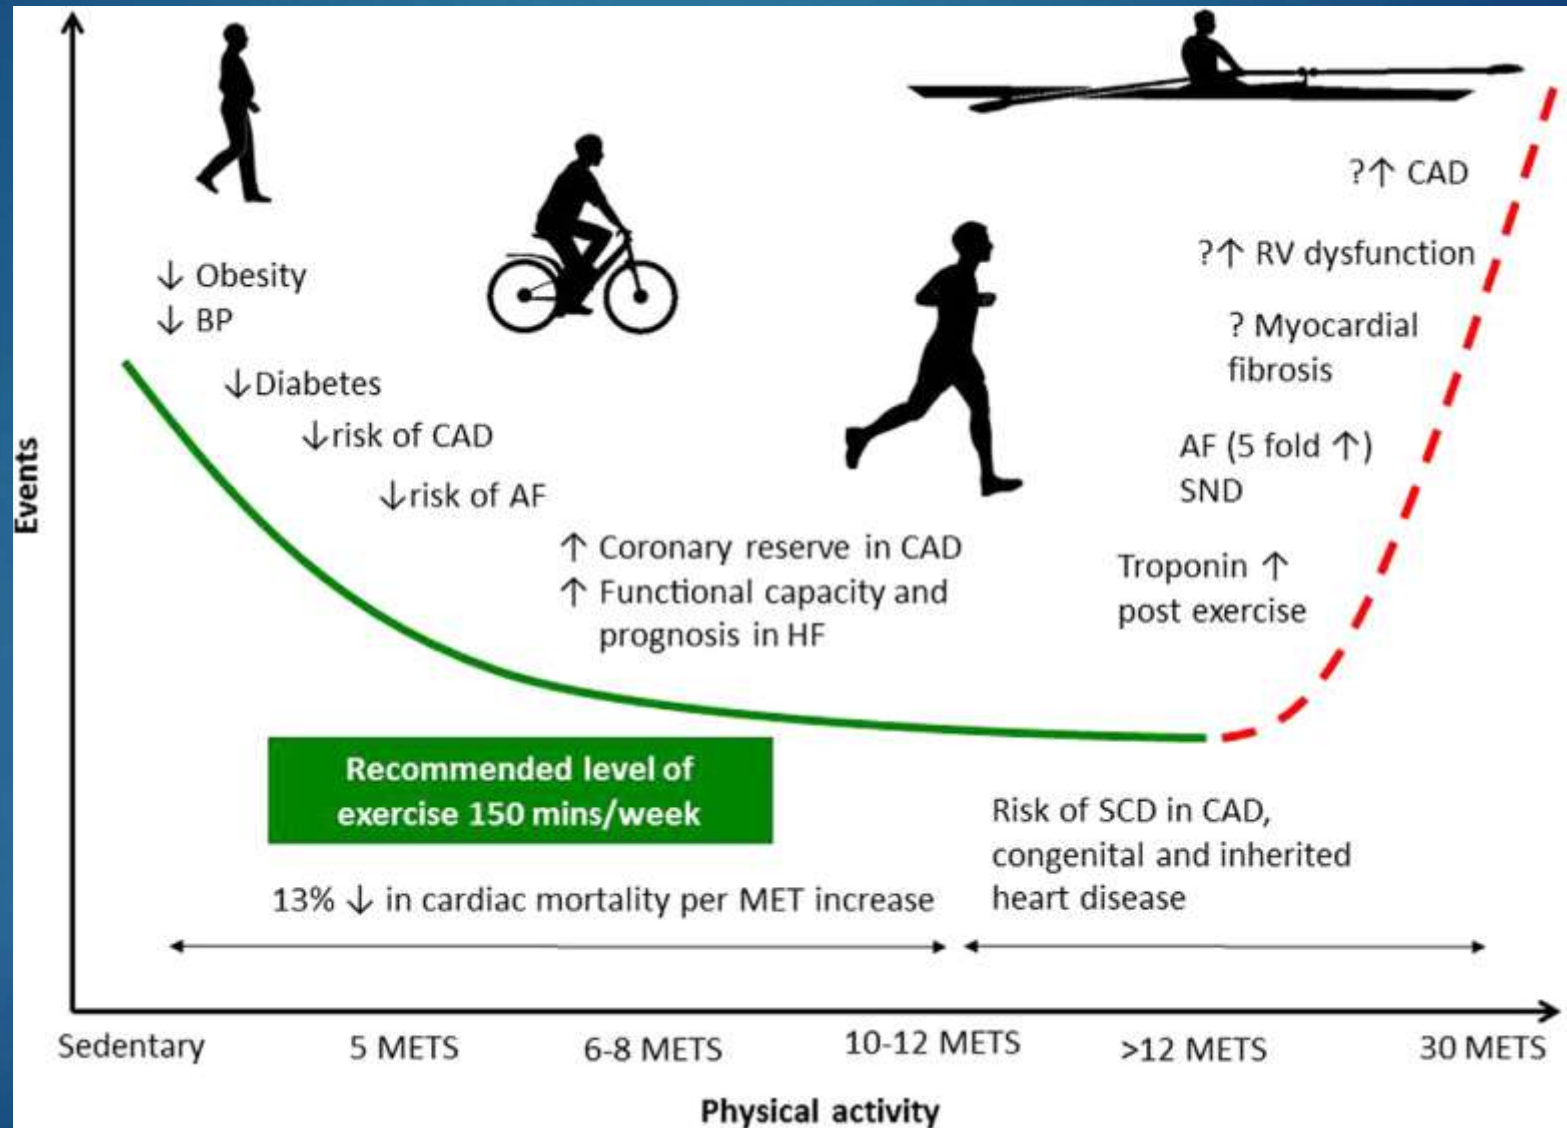 Events
↓ Obesity
↓ BP
↓Diabetes
↓risk of CAD
↓risk of AF
↑ Coronary reserve in CAD
↑ Functional capacity and
prognosis in HF
?↑ CAD
?↑ RV dysfunction
? Myocardial
fibrosis
AF (5 fold ↑)
SND
Troponin ↑
post exercise
Recommended level of
exercise 150 mins/week
13% ↓ in cardiac mortality per MET increase
Risk of SCD in CAD,
congenital and inherited
heart disease
Sedentary
5 METS
6-8 METS
10-12 METS
>12 METS
30 METS
Physical activity